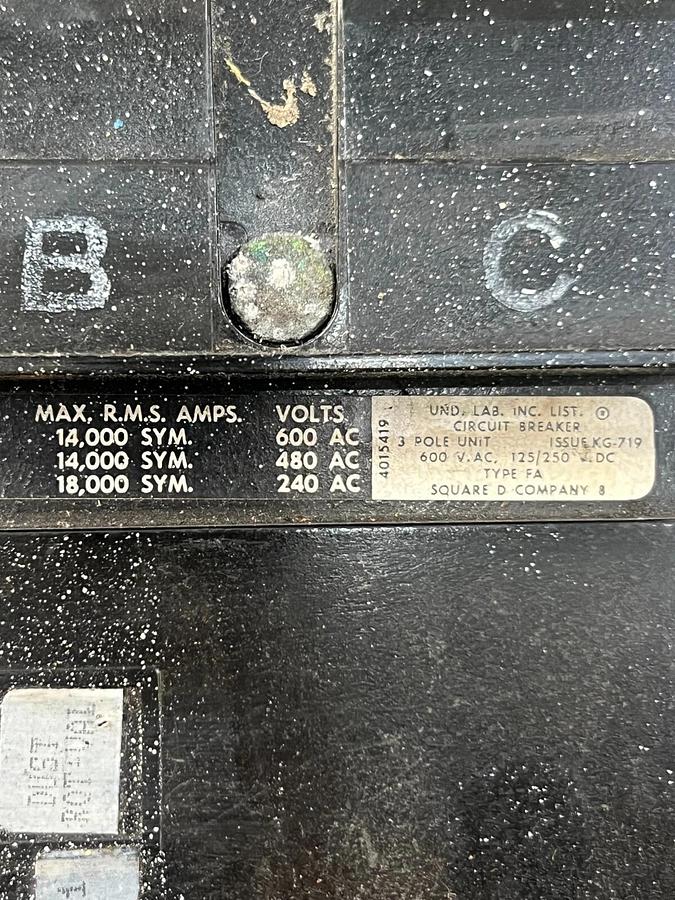 B
C
MAX. R.M.S. AMPS. VOLTS
14,000 SYM. 600 AC
14,000 SYM. 480 AC
18,000 SYM. 240 AC
4015419
UND. LAB. INC. LIST.
CIRCUIT BREAKER
3 POLE UNIT ISSUE KG-719
600 V.AC, 125/250 V.DC
TYPE FA
SQUARE D COMPANY 8